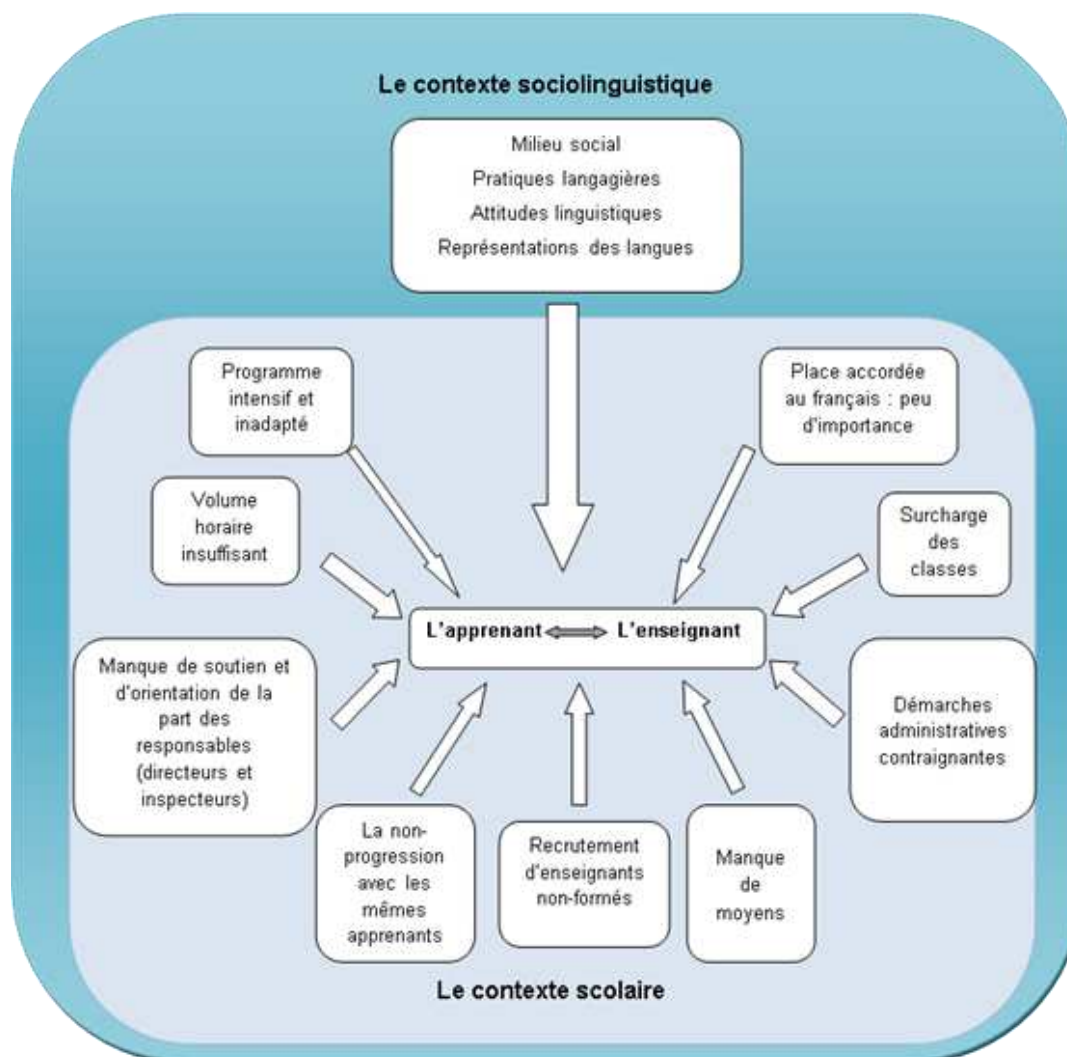 Le contexte sociolinguistique
Milieu social
Pratiques langagières
Attitudes linguistiques
Représentations des langues
Programme
intensif et
inadapté
Place accordée
au français : peu
d'importance
Volume
horaire
insuffisant
Surcharge
des
classes
L'apprenant L'enseignant
Manque de soutien et
d'orientation de la
part des
responsables
(directeurs et
inspecteurs)
Démarches
administratives
contraignantes
La non-
progression
avec les
mêmes
apprenants
Recrutement
d'enseignants
non-formés
Manque
de
moyens
Le contexte scolaire